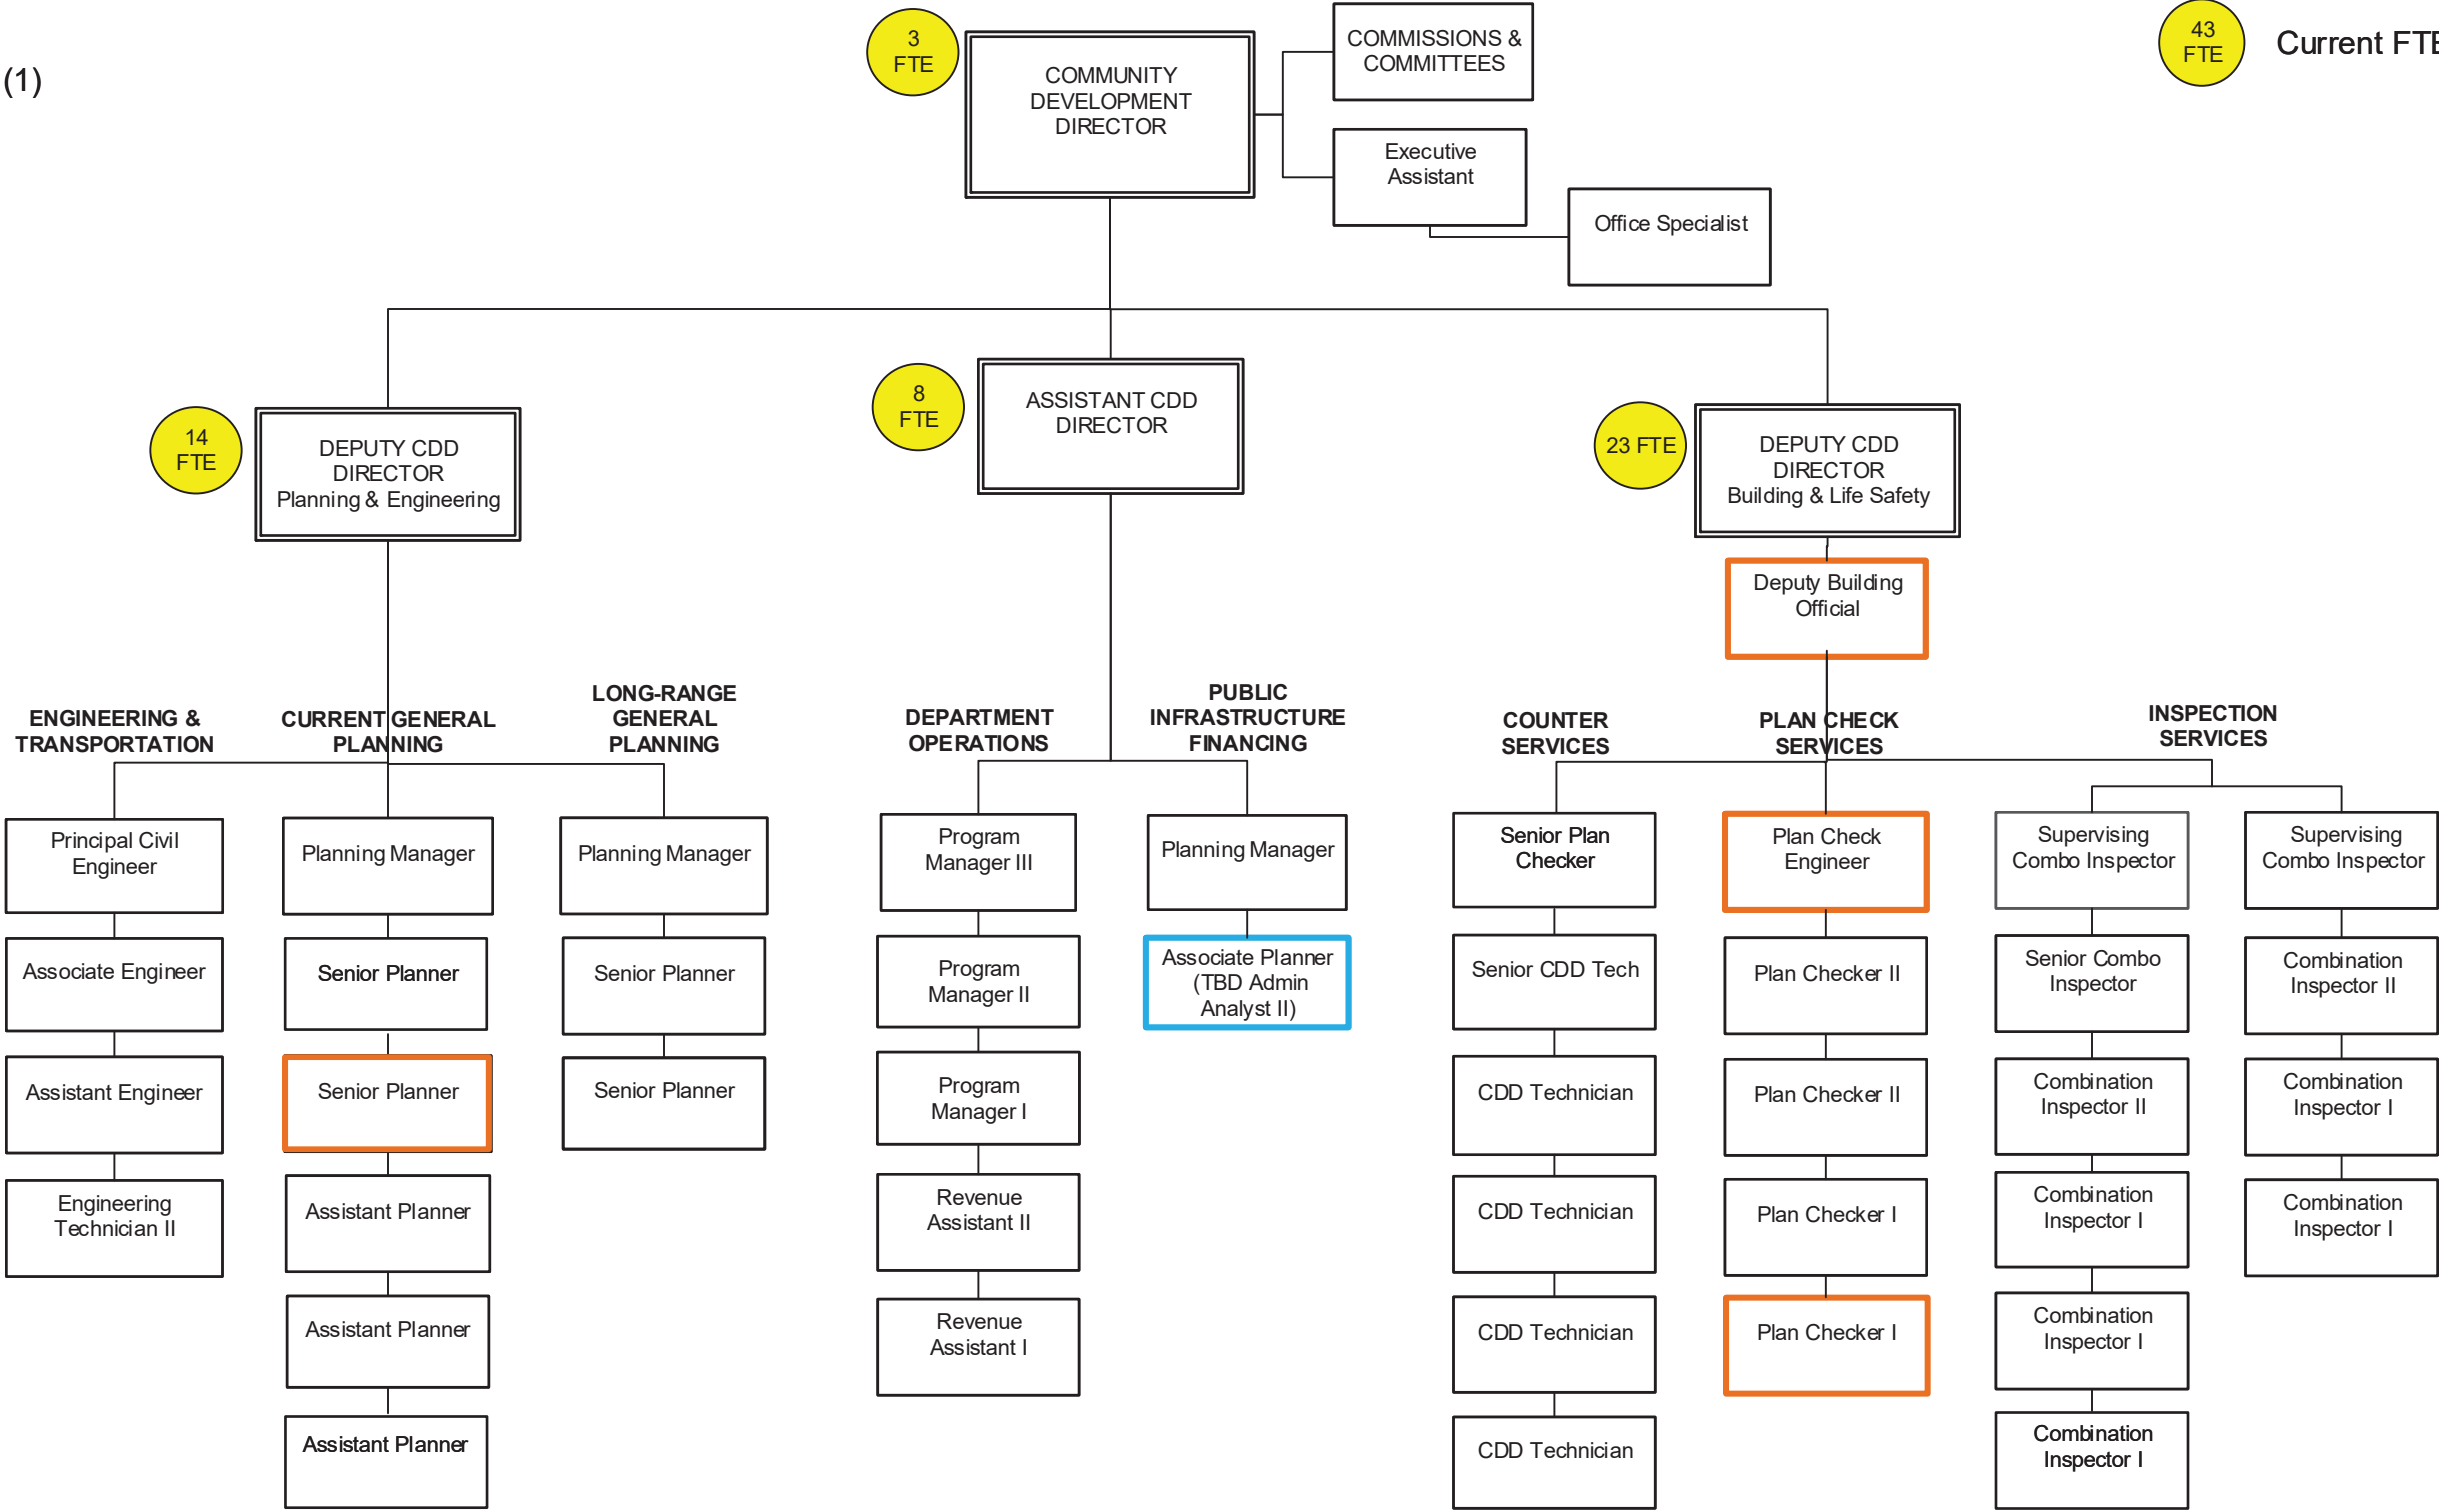 (1)
3
FTE
COMMUNITY
DEVELOPMENT
DIRECTOR
COMMISSIONS &
COMMITTEES
Executive
Assistant
Office Specialist
43
FTE
Current FTE
14
FTE
DEPUTY CDD
DIRECTOR
Planning & Engineering
8
FTE
ASSISTANT CDD
DIRECTOR
23 FTE
DEPUTY CDD
DIRECTOR
Building & Life Safety
Deputy Building
Official
ENGINEERING &
TRANSPORTATION
CURRENT GENERAL
PLANNING
LONG-RANGE
GENERAL
PLANNING
DEPARTMENT
OPERATIONS
PUBLIC
INFRASTRUCTURE
FINANCING
COUNTER
SERVICES
PLAN CHECK
SERVICES
INSPECTION
SERVICES
Principal Civil
Engineer
Associate Engineer
Assistant Engineer
Engineering
Technician II
Planning Manager
Senior Planner
Senior Planner
Assistant Planner
Assistant Planner
Assistant Planner
Planning Manager
Senior Planner
Senior Planner
Program
Manager III
Program
Manager II
Program
Manager I
Revenue
Assistant II
Revenue
Assistant I
Planning Manager
Associate Planner
(TBD Admin
Analyst II)
Senior Plan
Checker
Senior CDD Tech
CDD Technician
CDD Technician
CDD Technician
CDD Technician
Plan Check
Engineer
Plan Checker II
Plan Checker II
Plan Checker I
Plan Checker I
Supervising
Combo Inspector
Senior Combo
Inspector
Combination
Inspector II
Combination
Inspector I
Combination
Inspector I
Combination
Inspector I
Supervising
Combo Inspector
Combination
Inspector II
Combination
Inspector I
Combination
Inspector I